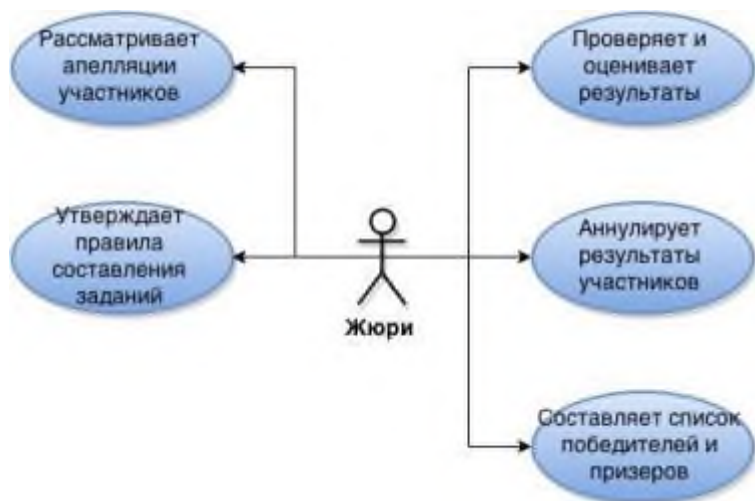 Рассматривает
апелляции
участников
Проверяет и
оценивает
результаты
Утверждает
правила
составления
заданий
Аннулирует
результаты
участников
Жюри
Составляет список
победителей и
призеров